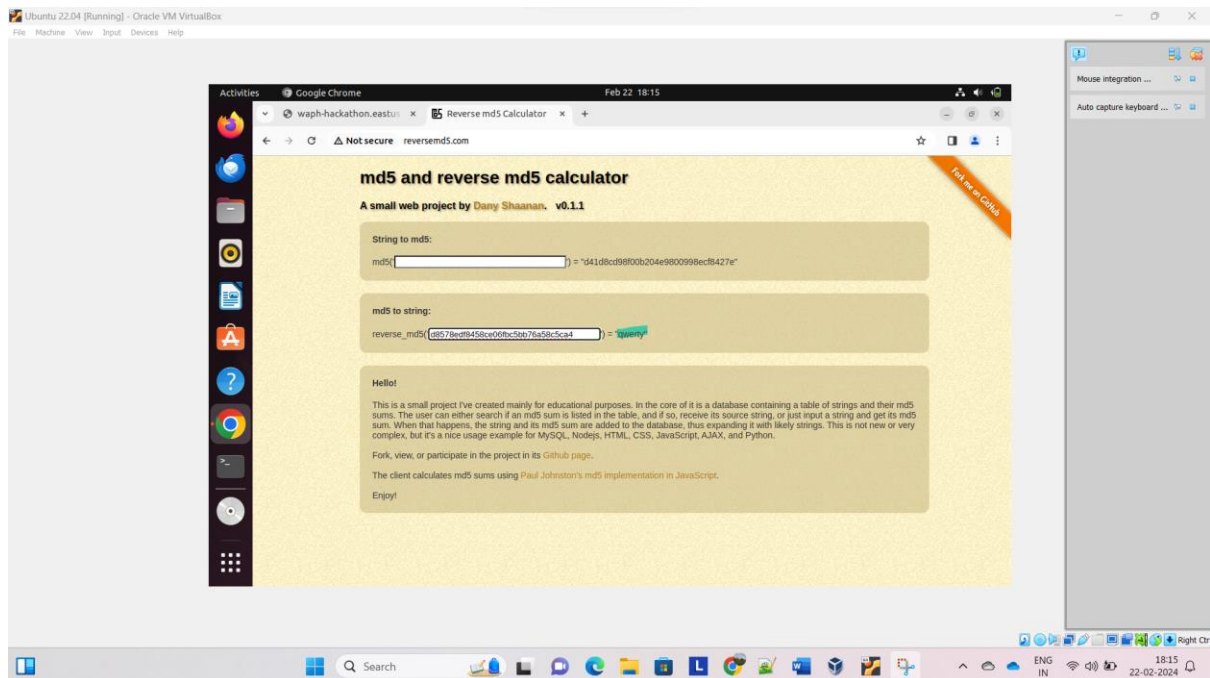 Ubuntu 22.04 [Running] - Oracle VM VirtualBox
File Machine View Input Devices Help
Mouse integration ...
Auto capture keyboard ...
Activities Google Chrome Feb 22 18:15
waph-hackathon.eastu Reverse md5 Calculator
Not secure reversemd5.com
Fork me on GitHub
md5 and reverse md5 calculator
A small web project by Dany Shaanan. v0.1.1
String to md5:
md5(' ') = "d41d8cd98f00b204e9800998ecf8427e"
md5 to string:
reverse_md5('d8578edf8458ce06fbc5bb76a58c5ca4') = "qwerty"
Hello!
This is a small project I've created mainly for educational purposes. In the core of it is a database containing a table of strings and their md5
sums. The user can either search if an md5 sum is listed in the table, and if so, receive its source string, or just input a string and get its md5
sum. When that happens, the string and its md5 sum are added to the database, thus expanding it with likely strings. This is not new or very
complex, but it's a nice usage example for MySQL, Nodejs, HTML, CSS, JavaScript, AJAX, and Python.
Fork, view, or participate in the project in its Github page.
The client calculates md5 sums using Paul Johnston's md5 implementation in JavaScript.
Enjoy!
Right Ctr
Search
ENG
IN
18:15
22-02-2024